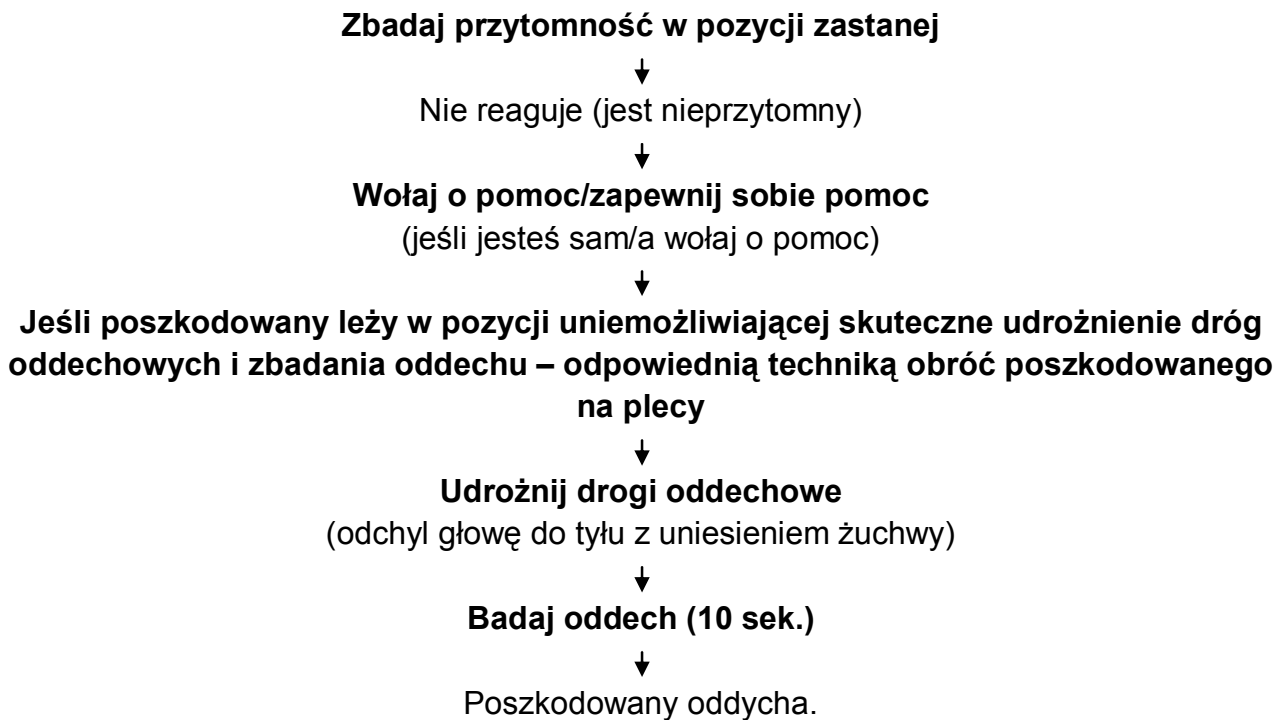 Zbadaj przytomność w pozycji zastanej
Nie reaguje (jest nieprzytomny)
Wołaj o pomoc/zapewnij sobie pomoc
(jeśli jesteś sam/a wołaj o pomoc)
Jeśli poszkodowany leży w pozycji uniemożliwiającej skuteczne udrożnienie dróg
oddechowych i zbadania oddechu – odpowiednią techniką obróć poszkodowanego
na plecy
Udrożnij drogi oddechowe
(odchyl głowę do tyłu z uniesieniem żuchwy)
Badaj oddech (10 sek.)
Poszkodowany oddycha.